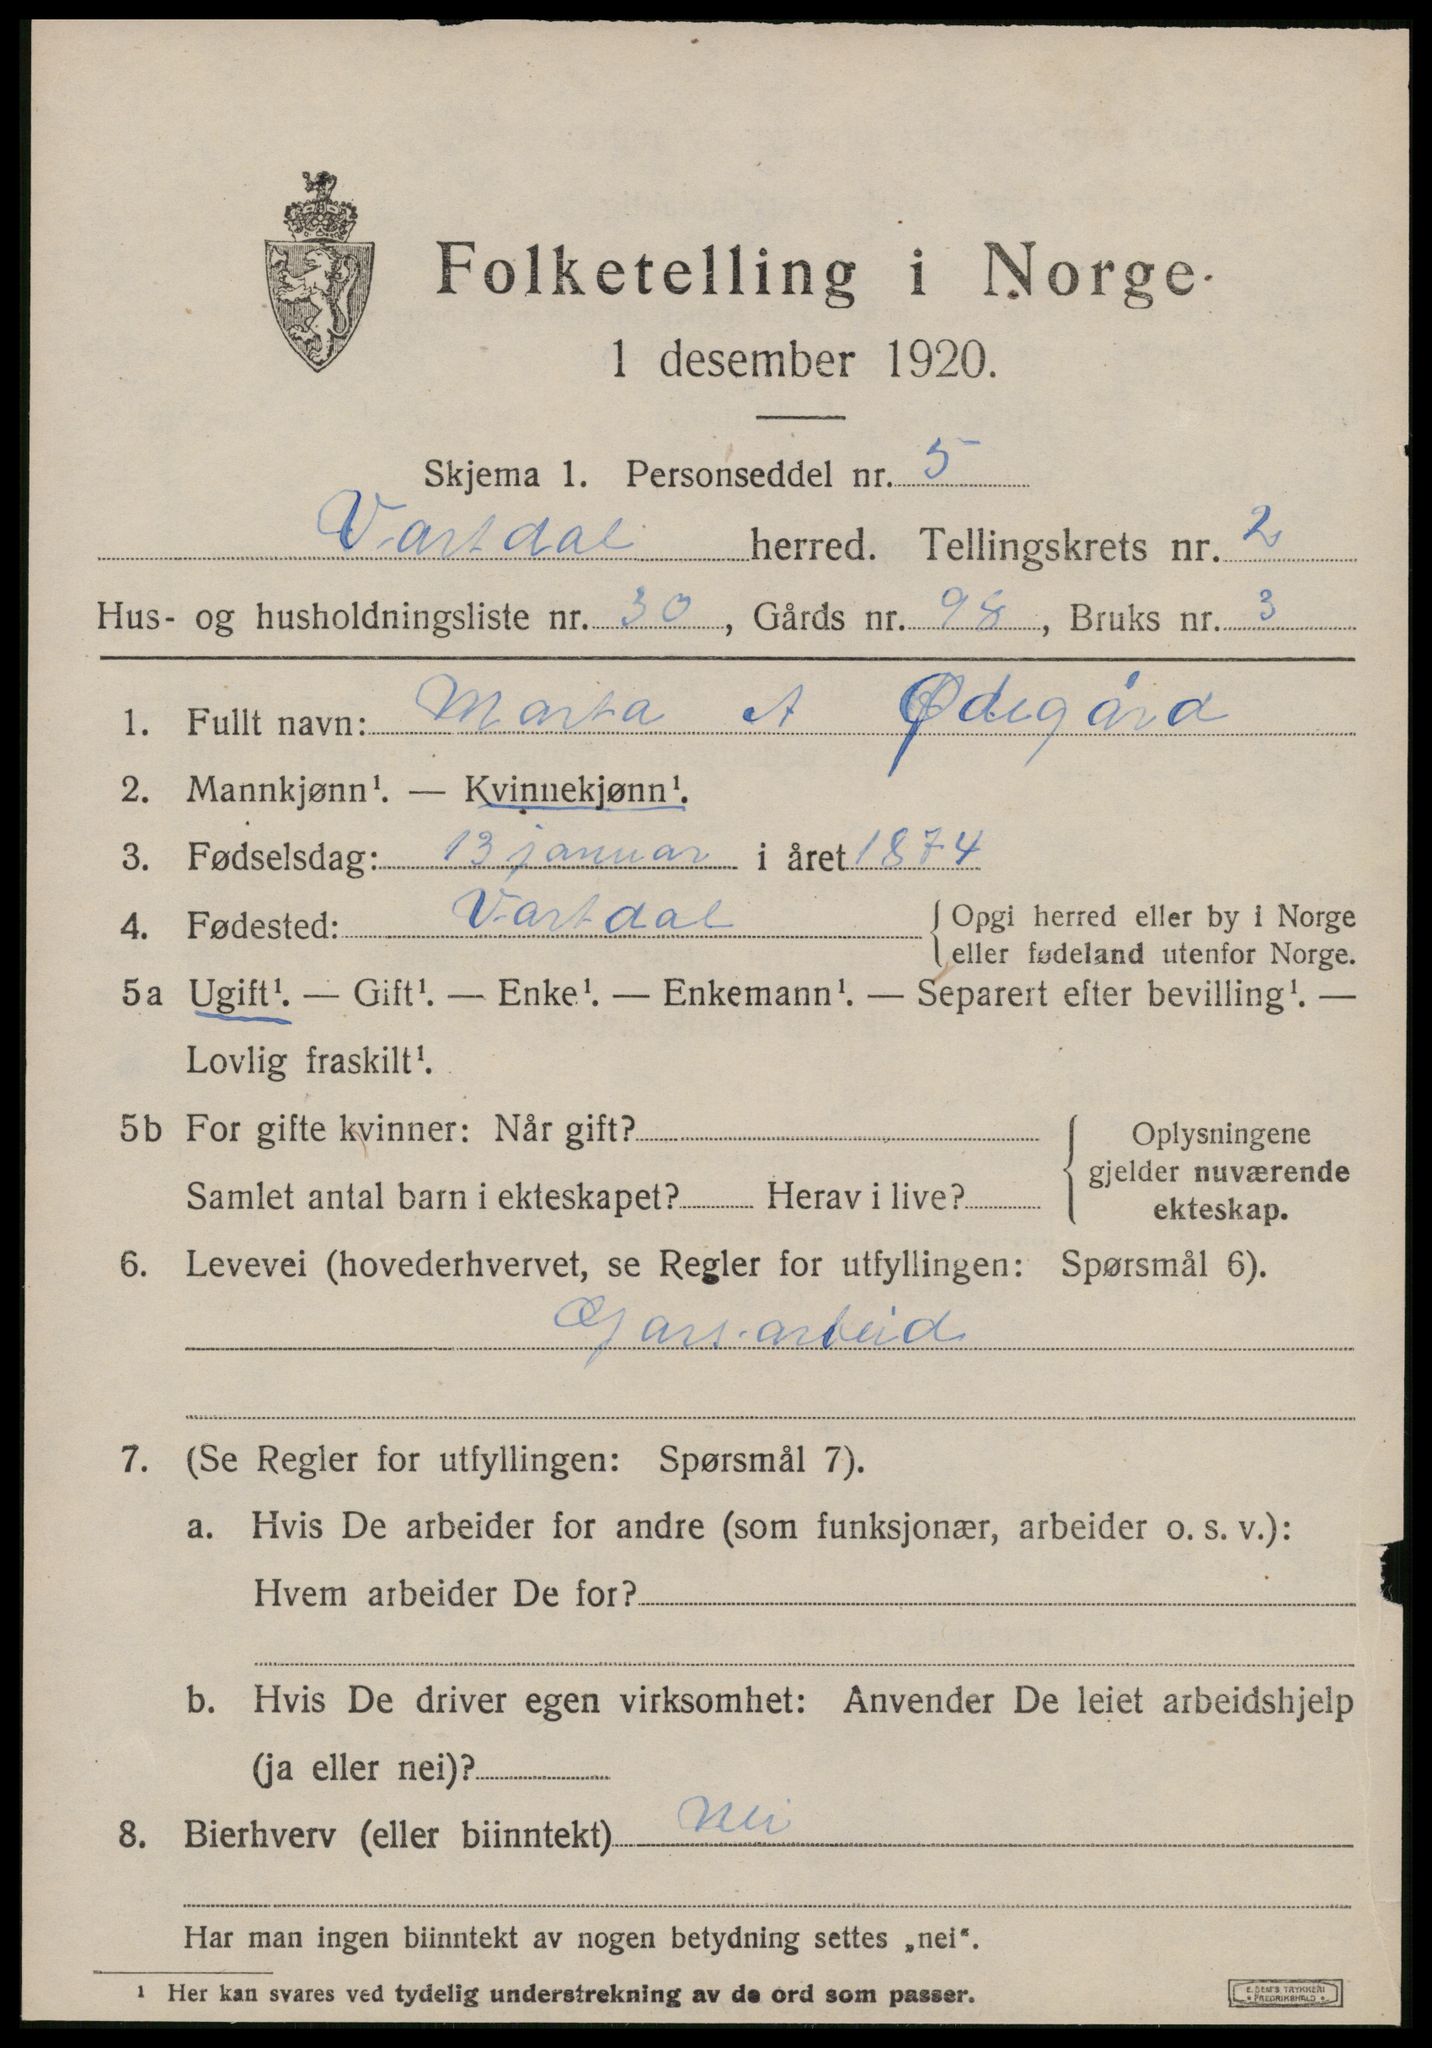 Folketelling i Norge
1 desember 1920.
Skjema 1. Personseddel nr. 5
Vartdal herred. Tellingskrets nr. 2
Hus- og husholdningsliste nr. 30, Gårds nr. 98, Bruks nr. 3
1. Fullt navn: Marta A Ødegård
2. Mannkjønn¹. — Kvinnekjønn¹.
3. Fødselsdag: 13 januar i året 1874
4. Fødested: Vartdal { Opgi herred eller by i Norge
eller fødeland utenfor Norge.
5a Ugift¹. — Gift¹. — Enke¹. — Enkemann¹. — Separert efter bevilling¹. —
Lovlig fraskilt¹.
5b For gifte kvinner: Når gift?
Samlet antal barn i ekteskapet? Herav i live?
{ Oplysningene
gjelder nuværende
ekteskap.
6. Levevei (hovederhvervet, se Regler for utfyllingen: Spørsmål 6).
Garsarbeid
7. (Se Regler for utfyllingen: Spørsmål 7).
a. Hvis De arbeider for andre (som funksjonær, arbeider o. s. v.):
Hvem arbeider De for?
b. Hvis De driver egen virksomhet: Anvender De leiet arbeidshjelp
(ja eller nei)?
8. Bierhverv (eller biinntekt) Nei
Har man ingen biinntekt av nogen betydning settes „nei“.
¹ Her kan svares ved tydelig understrekning av de ord som passer.
E. SEM'S TRYKKERI
FREDRIKSHALD